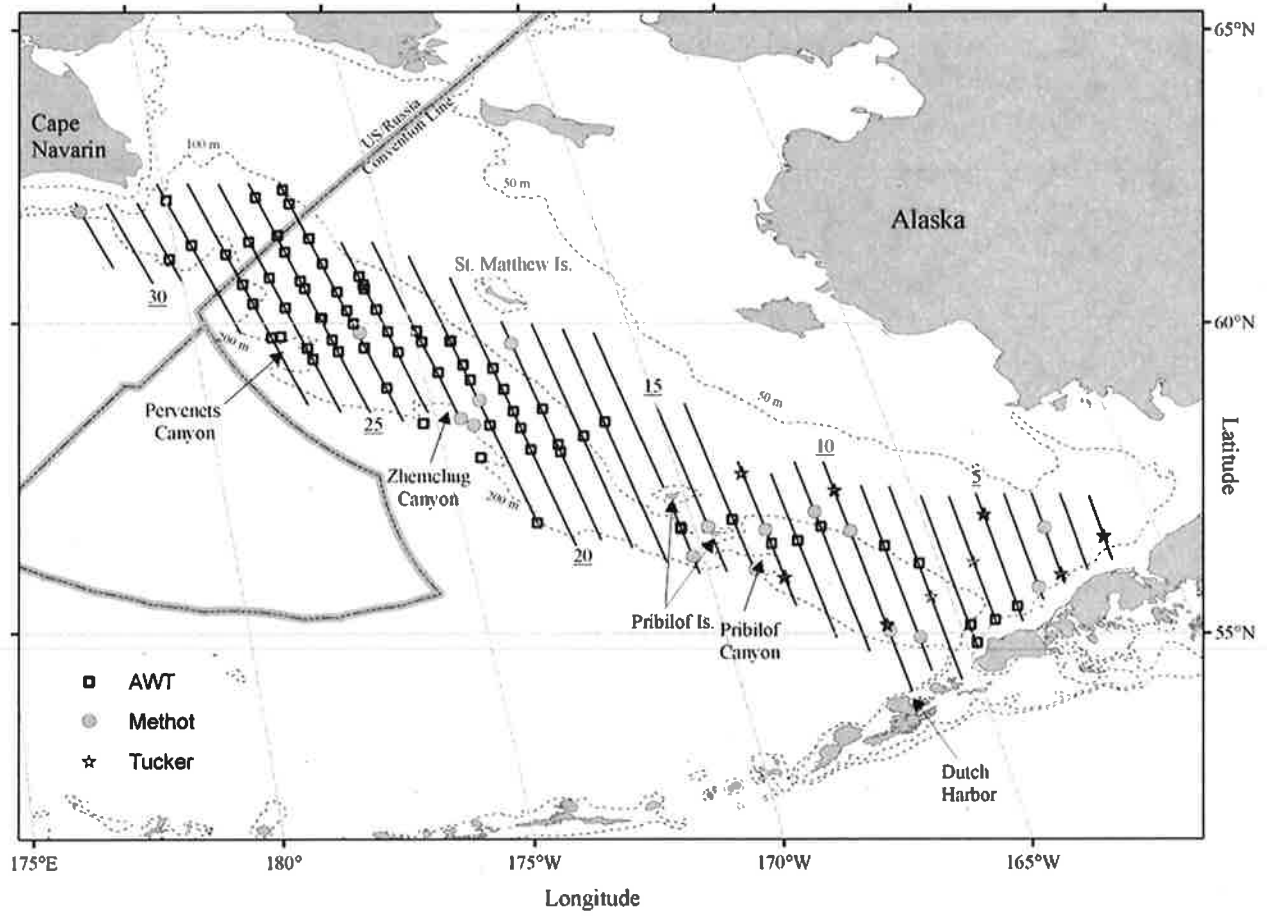 65°N
Cape
Navarin
US/Russia
Convention Line
100 m
50 m
Alaska
St. Matthew Is.
30
60°N
200 m
15
50 m
Pervenets
Canyon
25
Latitude
10
Zhemchug
Canyon
5
200 m
20
Pribilof Is.
Pribilof
Canyon
55°N
AWT
Methot
Tucker
Dutch
Harbor
175°E
180°
175°W
170°W
165°W
Longitude